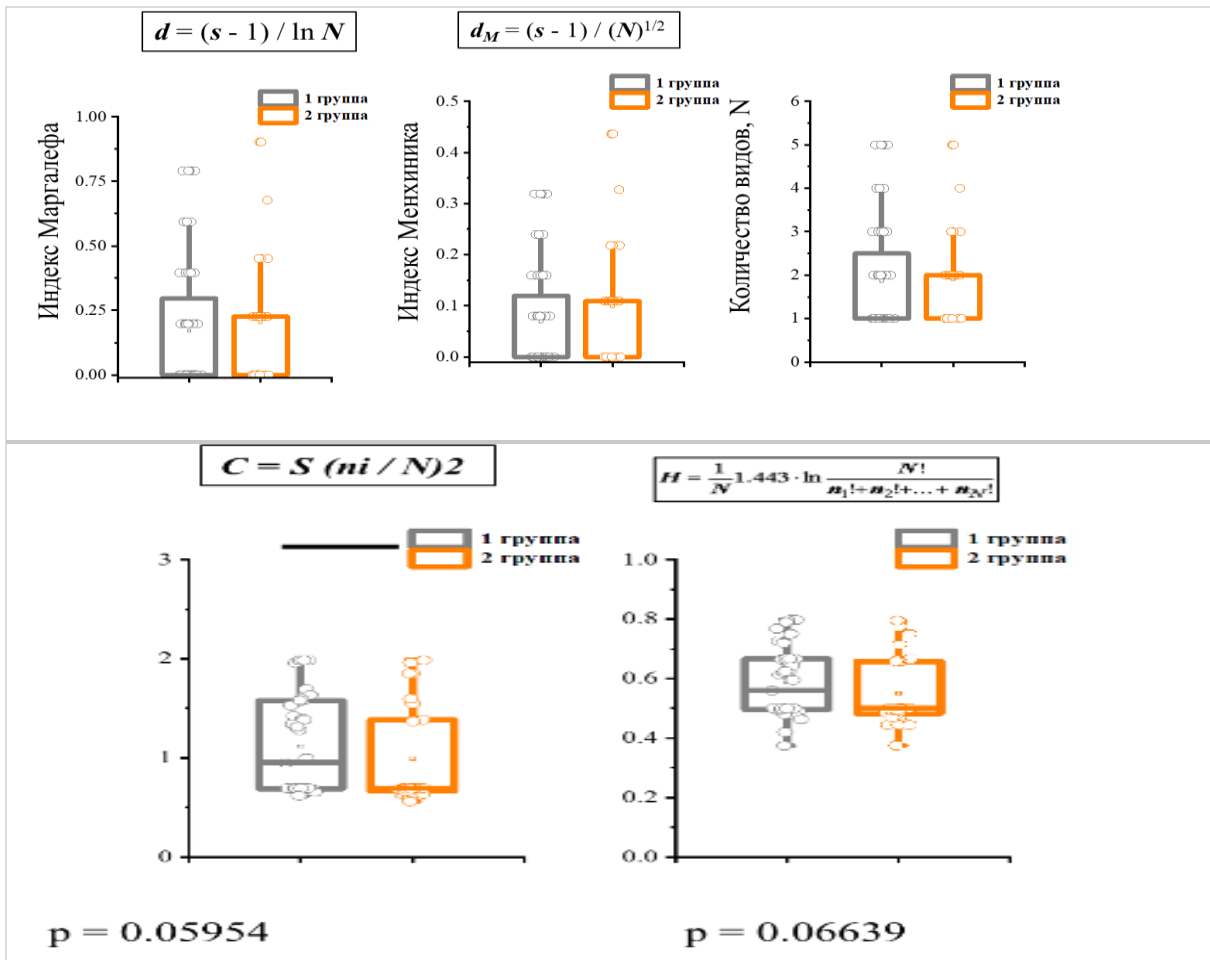 d = (s - 1) / ln N
d_M = (s - 1) / (N)^1/2
1 группа
2 группа
1.00
0.75
0.50
0.25
0.00
Индекс Маргалефа
1 группа
2 группа
0.5
0.4
0.3
0.2
0.1
0.0
Индекс Менхиника
1 группа
2 группа
6
5
4
3
2
1
0
Количество видов, N
C = S (ni / N)2
H = 1/N 1.443 · ln N! / n1!+n2!+...+ nN!
1 группа
2 группа
3
2
1
0
1 группа
2 группа
1.0
0.8
0.6
0.4
0.2
0.0
p = 0.05954
p = 0.06639